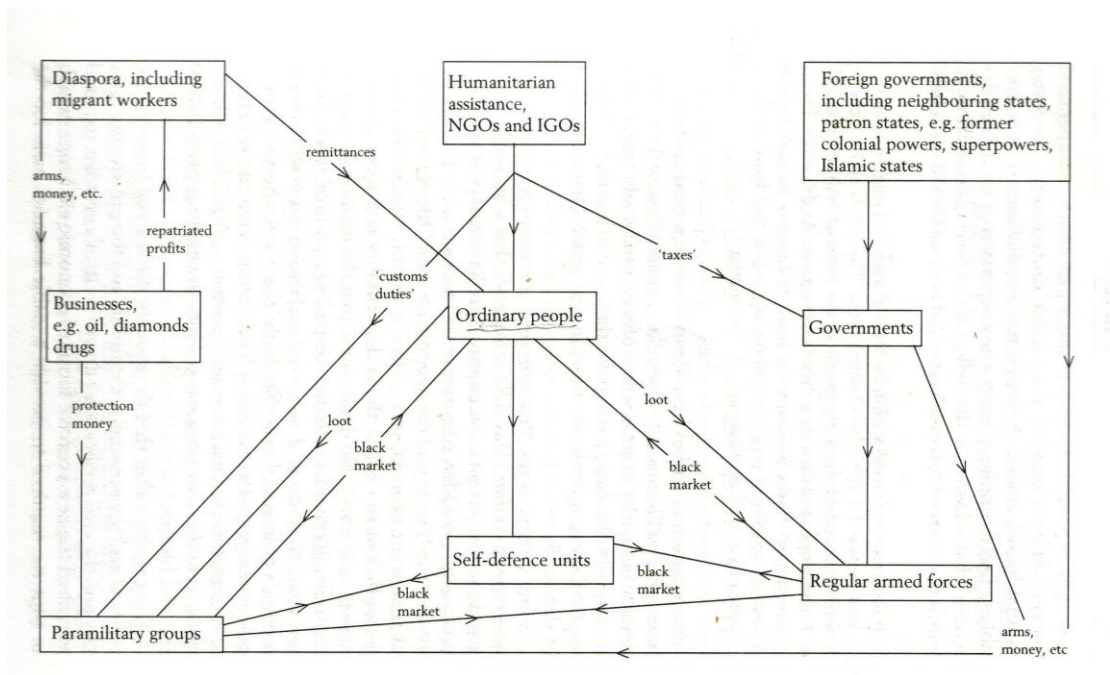 Diaspora, including
migrant workers
Humanitarian
assistance,
NGOs and IGOs
Foreign governments,
including neighbouring states,
patron states, e.g. former
colonial powers, superpowers,
Islamic states
remittances
arms,
money, etc.
repatriated
profits
'customs
duties'
'taxes'
Businesses,
e.g. oil, diamonds
drugs
Ordinary people
Governments
protection
money
loot
black
market
loot
black
market
Self-defence units
Regular armed forces
black
market
black
market
Paramilitary groups
arms,
money, etc